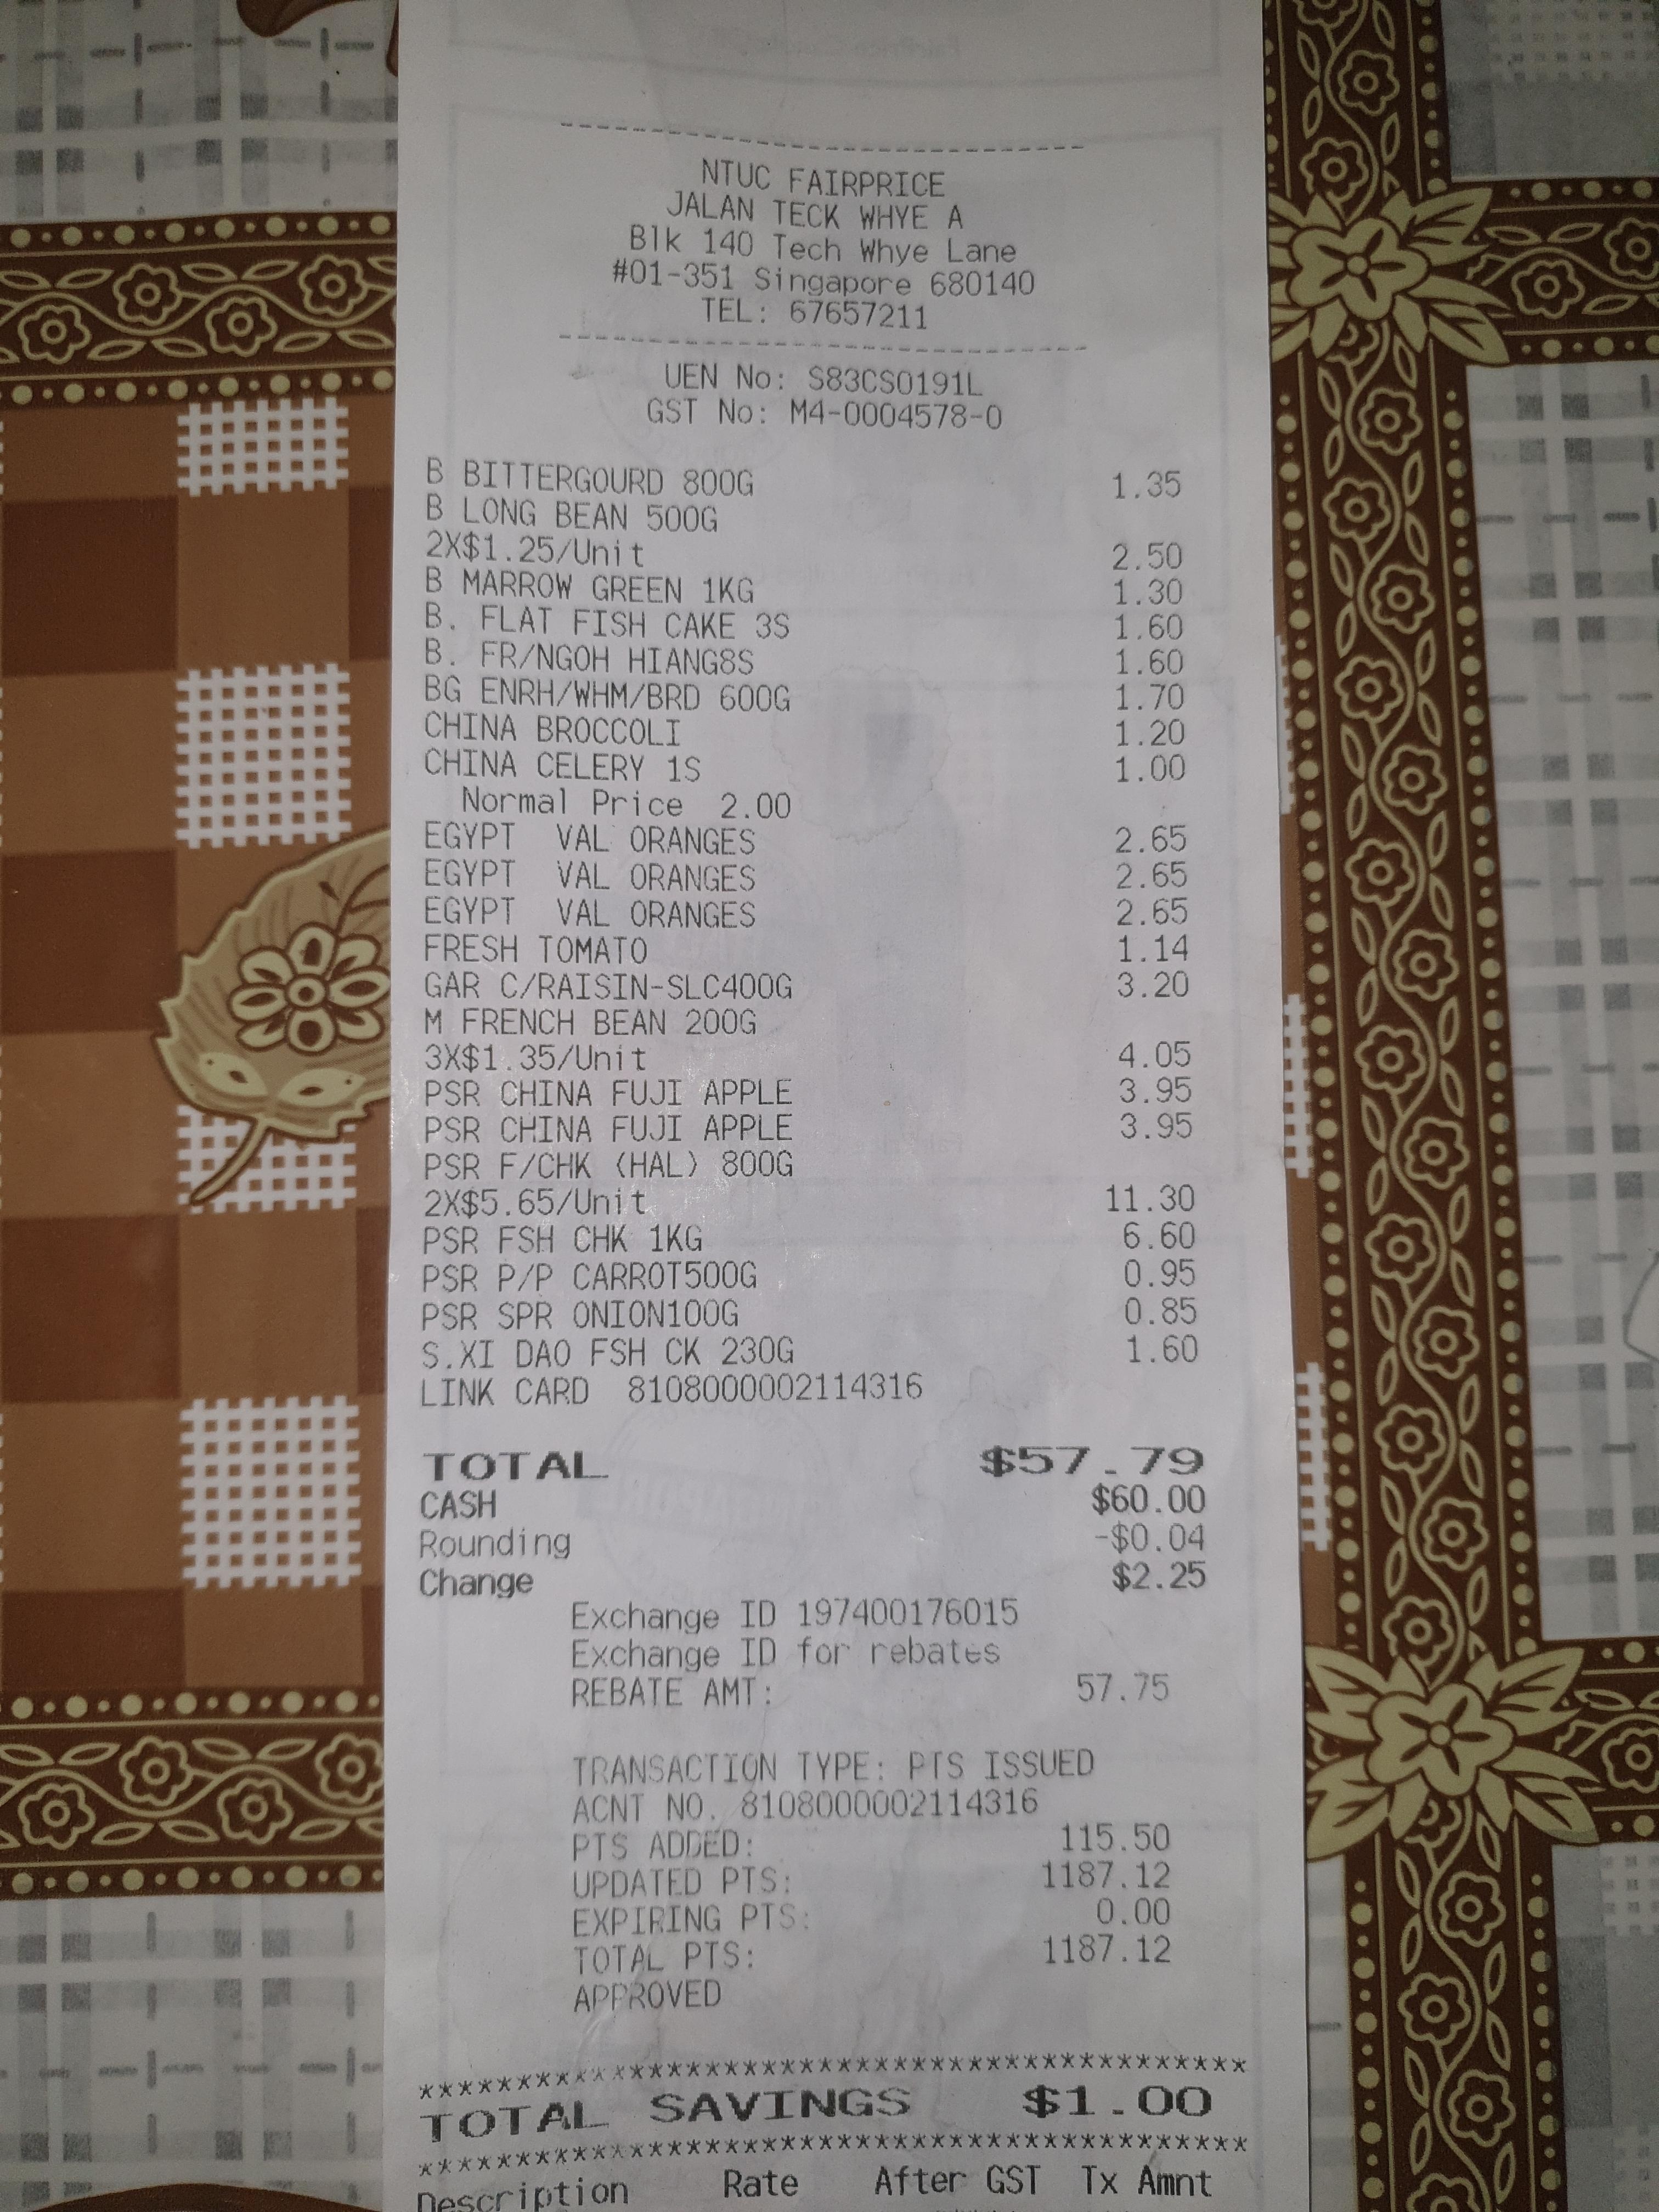 NTUC FAIRPRICE
JALAN TECK WHYE A
Blk 140 Tech Whye Lane
#01-351 Singapore 680140
TEL: 67657211
UEN No: S83CS0191L
GST No: M4-0004578-0
B BITTERGOURD 800G 1.35
B LONG BEAN 500G
2X$1.25/Unit 2.50
B MARROW GREEN 1KG 1.30
B. FLAT FISH CAKE 3S 1.60
B. FR/NGOH HIANG8S 1.60
BG ENRH/WHM/BRD 600G 1.70
CHINA BROCCOLI 1.20
CHINA CELERY 1S 1.00
Normal Price 2.00
EGYPT VAL ORANGES 2.65
EGYPT VAL ORANGES 2.65
EGYPT VAL ORANGES 2.65
FRESH TOMATO 1.14
GAR C/RAISIN-SLC400G 3.20
M FRENCH BEAN 200G
3X$1.35/Unit 4.05
PSR CHINA FUJI APPLE 3.95
PSR CHINA FUJI APPLE 3.95
PSR F/CHK (HAL) 800G
2X$5.65/Unit 11.30
PSR FSH CHK 1KG 6.60
PSR P/P CARROT500G 0.95
PSR SPR ONION100G 0.85
S.XI DAO FSH CK 230G 1.60
LINK CARD 8108000002114316
TOTAL $57.79
CASH $60.00
Rounding -$0.04
Change $2.25
Exchange ID 197400176015
Exchange ID for rebates
REBATE AMT: 57.75
TRANSACTION TYPE: PTS ISSUED
ACNT NO. 8108000002114316
PTS ADDED: 115.50
UPDATED PTS: 1187.12
EXPIRING PTS: 0.00
TOTAL PTS: 1187.12
APPROVED
********************************************
TOTAL SAVINGS $1.00
********************************************
Description Rate After GST Tx Amnt